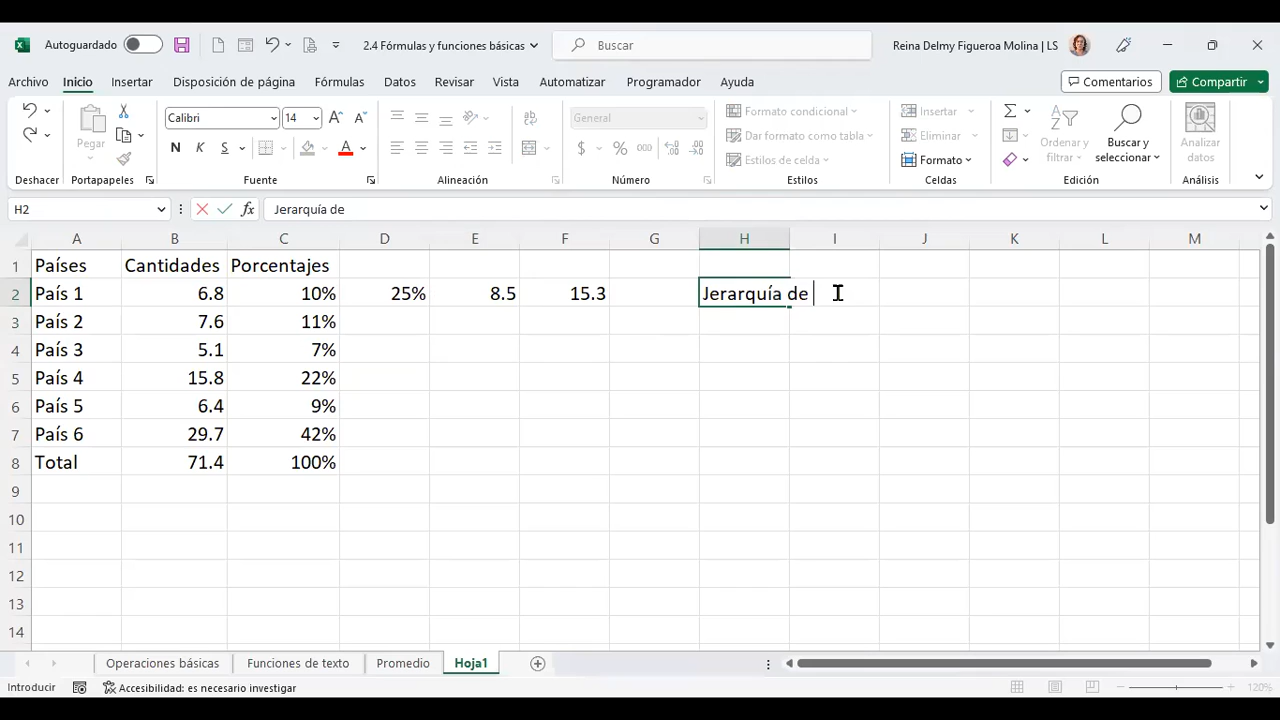 Autoguardado 2.4 Fórmulas y funciones básicas Buscar Reina Delmy Figueroa Molina | LS
Archivo Inicio Insertar Disposición de página Fórmulas Datos Revisar Vista Automatizar Programador Ayuda Comentarios Compartir
Calibri 14 General Formato condicional Insertar
Pegar Dar formato como tabla Eliminar Ordenar y filtrar Buscar y seleccionar Analizar datos
N K S $ % 000 Estilos de celda Formato
Deshacer Portapapeles Fuente Alineación Número Estilos Celdas Edición Análisis
H2 fx Jerarquía de
A B C D E F G H I J K L M
1 Países Cantidades Porcentajes
2 País 1 6.8 10% 25% 8.5 15.3 Jerarquía de
3 País 2 7.6 11%
4 País 3 5.1 7%
5 País 4 15.8 22%
6 País 5 6.4 9%
7 País 6 29.7 42%
8 Total 71.4 100%
9
10
11
12
13
14
Operaciones básicas Funciones de texto Promedio Hoja1
Introducir Accesibilidad: es necesario investigar 120%